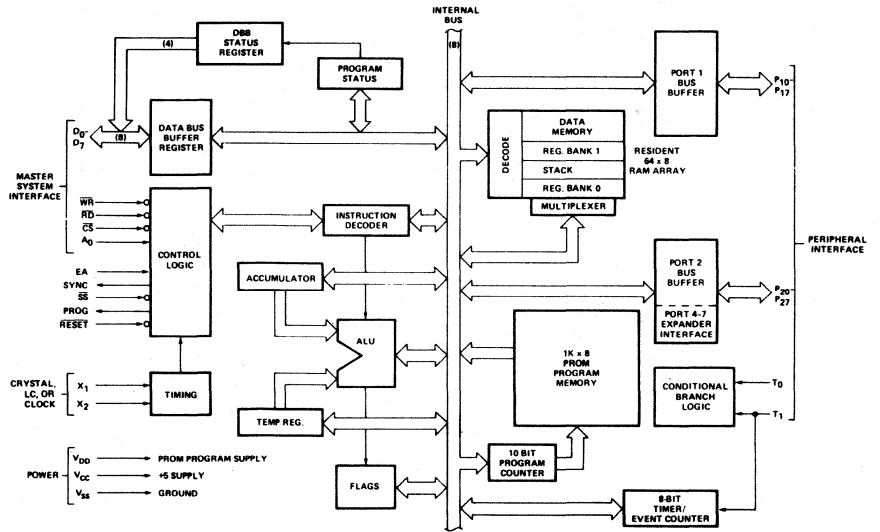 INTERNAL
BUS
(8)
DBB
STATUS
REGISTER
(4)
PROGRAM
STATUS
D0-
D7
(8)
DATA BUS
BUFFER
REGISTER
MASTER
SYSTEM
INTERFACE
WR
RD
CS
A0
EA
SYNC
SS
PROG
RESET
CONTROL
LOGIC
INSTRUCTION
DECODER
ACCUMULATOR
ALU
TEMP REG.
FLAGS
CRYSTAL,
LC, OR
CLOCK
X1
X2
TIMING
POWER
VDD
PROM PROGRAM SUPPLY
VCC
+5 SUPPLY
VSS
GROUND
PORT 1
BUS
BUFFER
P10-
P17
DECODE
DATA
MEMORY
REG. BANK 1
STACK
REG. BANK 0
MULTIPLEXER
RESIDENT
64 x 8
RAM ARRAY
PERIPHERAL
INTERFACE
PORT 2
BUS
BUFFER
PORT 4-7
EXPANDER
INTERFACE
P20-
P27
1K x 8
PROM
PROGRAM
MEMORY
CONDITIONAL
BRANCH
LOGIC
T0
T1
10 BIT
PROGRAM
COUNTER
8-BIT
TIMER/
EVENT COUNTER